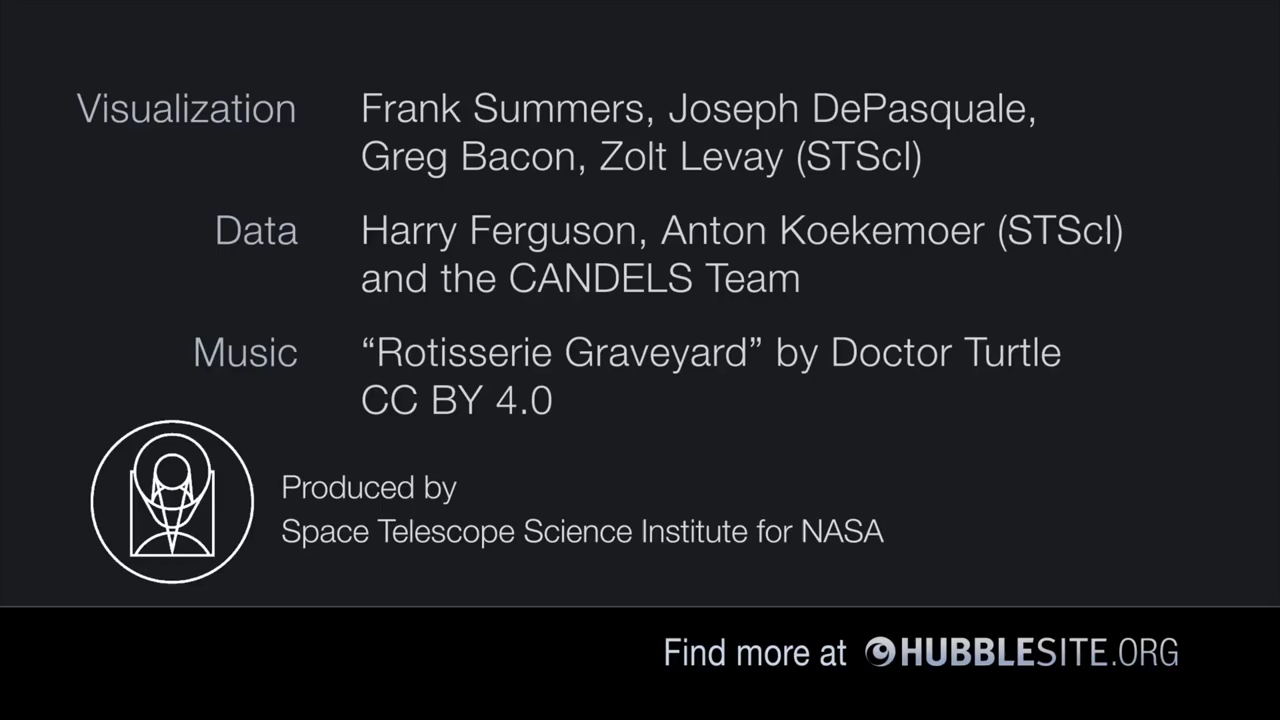 Visualization Frank Summers, Joseph DePasquale,
Greg Bacon, Zolt Levay (STScI)
Data Harry Ferguson, Anton Koekemoer (STScI)
and the CANDELS Team
Music “Rotisserie Graveyard” by Doctor Turtle
CC BY 4.0
Produced by
Space Telescope Science Institute for NASA
Find more at HUBBLESITE.ORG